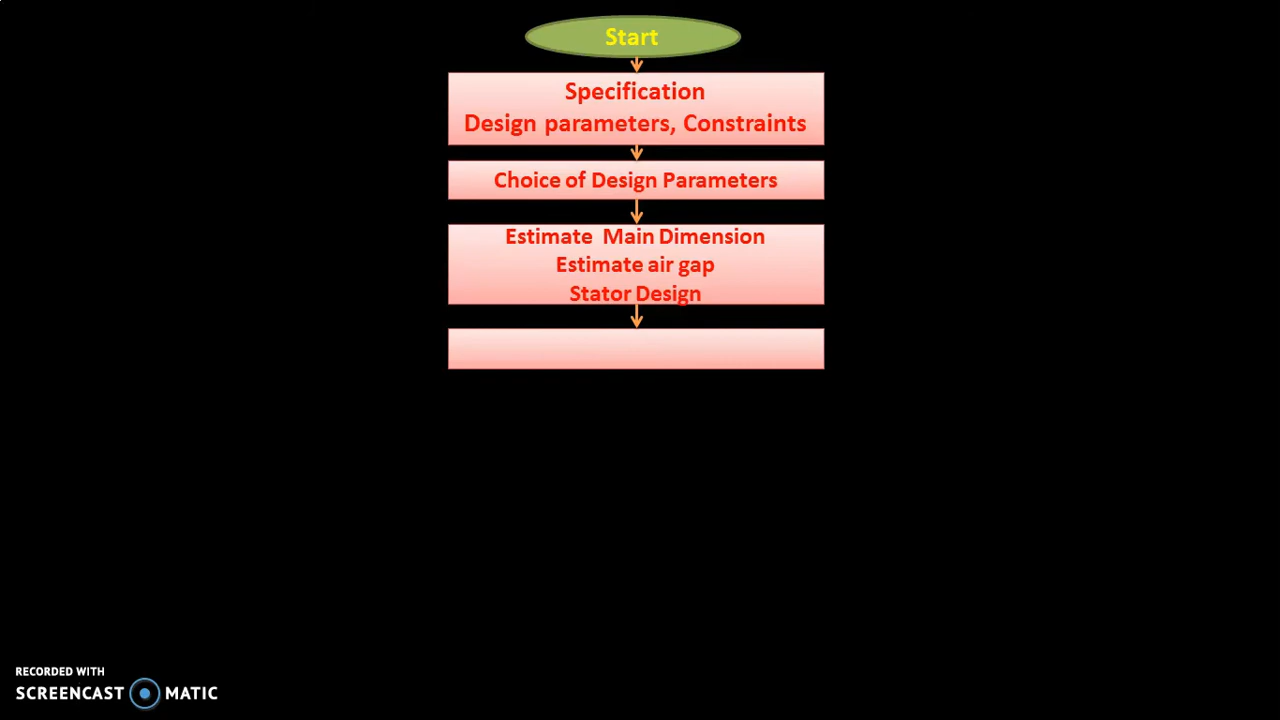 Start
Specification
Design parameters, Constraints
Choice of Design Parameters
Estimate Main Dimension
Estimate air gap
Stator Design
RECORDED WITH
SCREENCAST MATIC